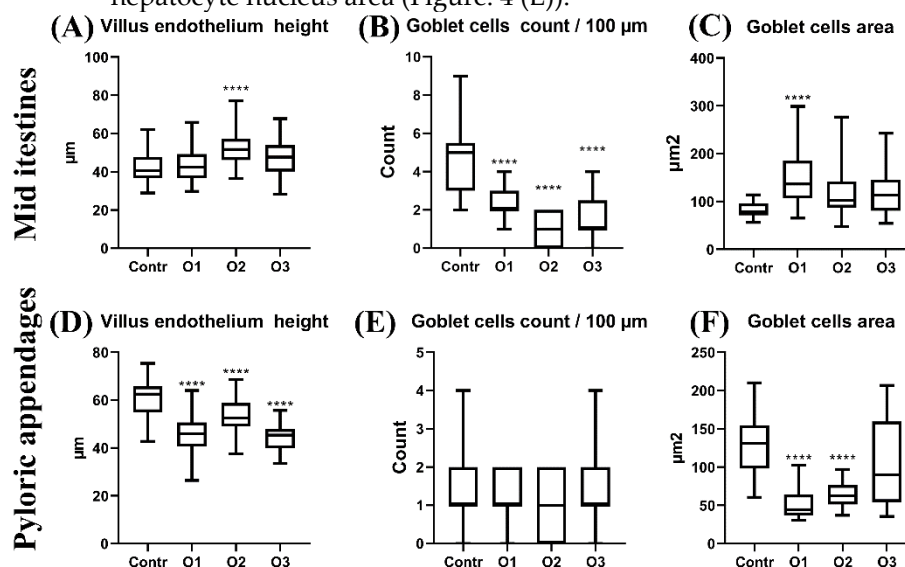 hepatocyte nucleus area (Figure. 4 (E)).
(A) Villus endothelium height
(B) Goblet cells count / 100 µm
(C) Goblet cells area
Mid itestines
µm
100
80
60
40
20
0
****
Contr O1 O2 O3
Count
10
8
6
4
2
0
**** **** ****
Contr O1 O2 O3
µm2
400
300
200
100
0
****
Contr O1 O2 O3
(D) Villus endothelium height
(E) Goblet cells count / 100 µm
(F) Goblet cells area
Pyloric appendages
µm
80
60
40
20
0
**** **** ****
Contr O1 O2 O3
Count
5
4
3
2
1
0
Contr O1 O2 O3
µm2
250
200
150
100
50
0
**** ****
Contr O1 O2 O3